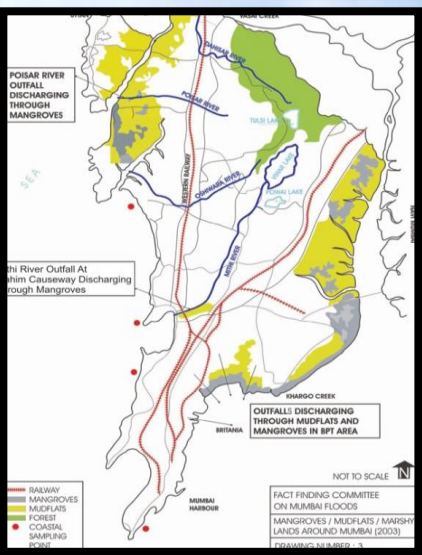 VASAI CREEK
DAHISAR RIVER
POISAR RIVER
OUTFALL
DISCHARGING
THROUGH
MANGROVES
POISAR RIVER
TULSI LAKE
VIHAR LAKE
WESTERN RAILWAY
OSHIWARA RIVER
POWAI LAKE
SEA
MITHI RIVER
thi River Outfall At
ahim Causeway Discharging
rough Mangroves
KHARGO CREEK
OUTFALLS DISCHARGING
THROUGH MUDFLATS AND
MANGROVES IN BPT AREA
BRITANIA
NOT TO SCALE N
MUMBAI
HARBOUR
RAILWAY
MANGROVES
MUDFLATS
FOREST
COASTAL
SAMPLING
POINT
FACT FINDING COMMITTEE
ON MUMBAI FLOODS
MANGROVES / MUDFLATS / MARSHY
LANDS AROUND MUMBAI (2003)
DRAWING NUMBER : 3